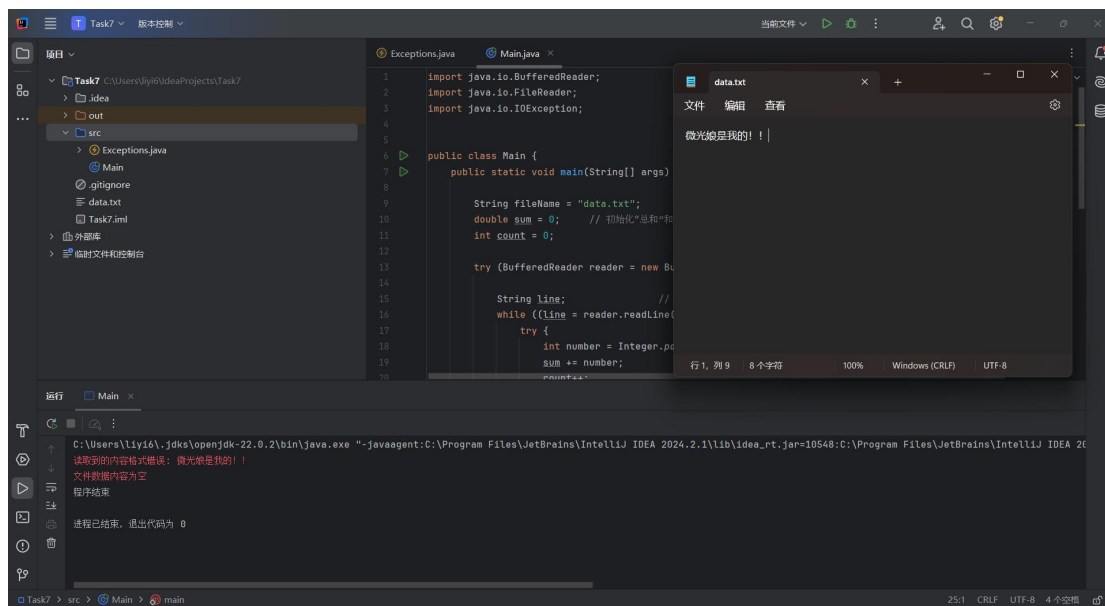 T Task7 版本控制 当前文件
项目
Exceptions.java Main.java
Task7 C:\Users\liyi6\IdeaProjects\Task7
.idea
out
src
Exceptions.java
Main
.gitignore
data.txt
Task7.iml
外部库
临时文件和控制台
1 import java.io.BufferedReader;
2 import java.io.FileReader;
3 import java.io.IOException;
4
5
6 public class Main {
7 public static void main(String[] args)
8
9 String fileName = "data.txt";
10 double sum = 0; // 初始化"总和"和
11 int count = 0;
12
13 try (BufferedReader reader = new Bu
14
15 String line; //
16 while ((line = reader.readLine(
17 try {
18 int number = Integer.pa
19 sum += number;
20 count++;
data.txt
文件 编辑 查看
微光娘是我的！！
行 1, 列 9 8 个字符 100% Windows (CRLF) UTF-8
运行 Main
C:\Users\liyi6\.jdks\openjdk-22.0.2\bin\java.exe "-javaagent:C:\Program Files\JetBrains\IntelliJ IDEA 2024.2.1\lib\idea_rt.jar=10548:C:\Program Files\JetBrains\IntelliJ IDEA 20
读取到的内容格式错误: 微光娘是我的！！
文件数据内容为空
程序结束
进程已结束，退出代码为 0
Task7 > src > Main > main 25:1 CRLF UTF-8 4 个空格